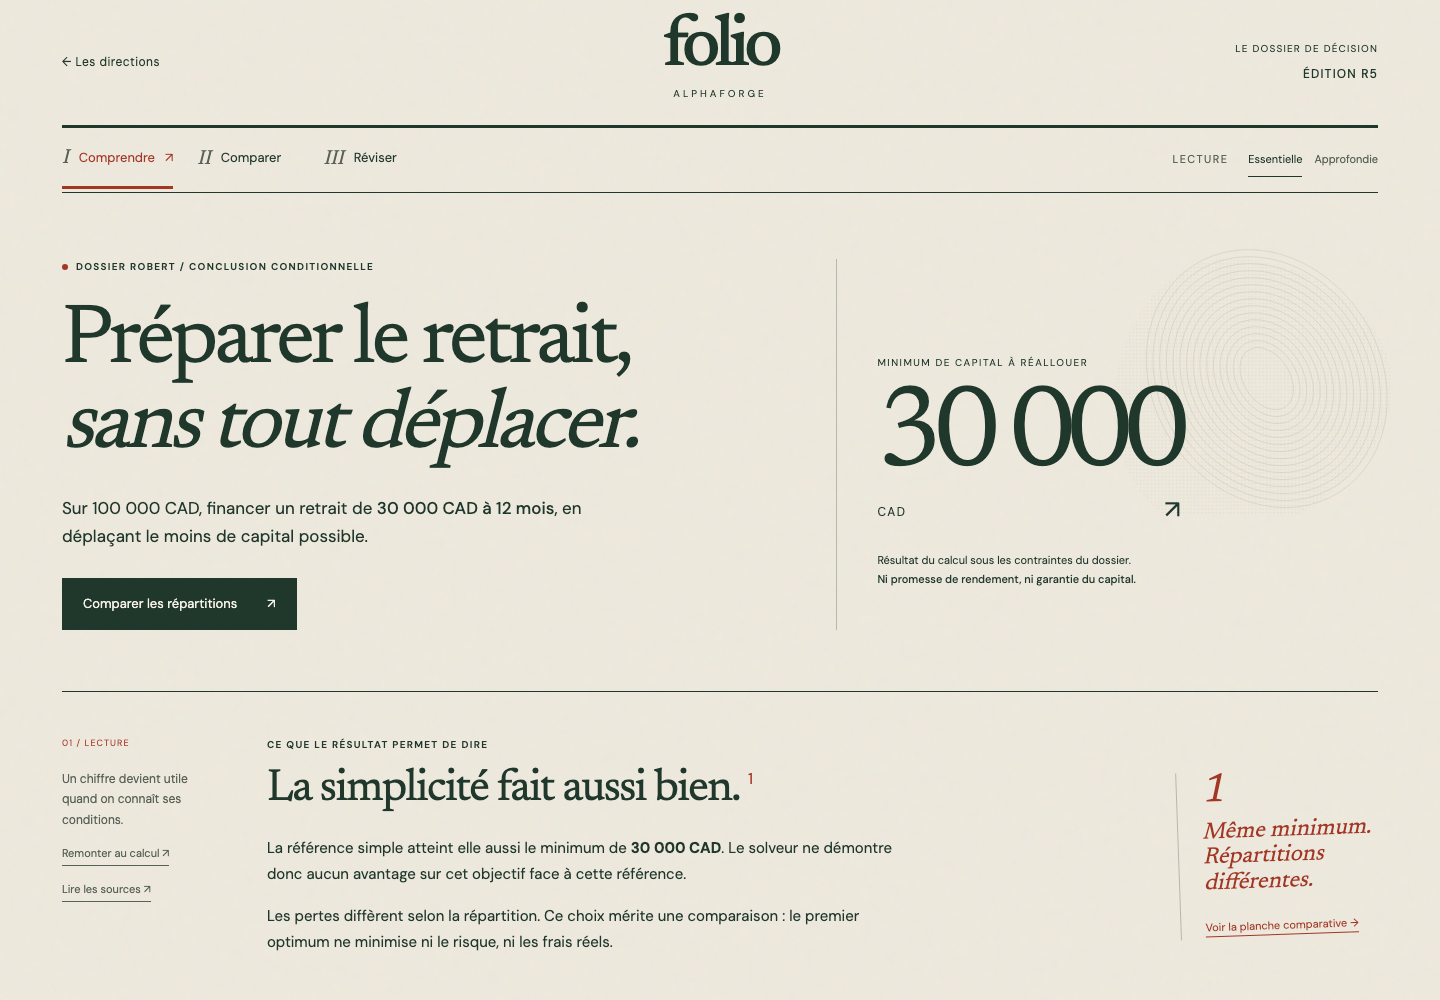 ← Les directions
folio
ALPHAFORGE
LE DOSSIER DE DÉCISION
ÉDITION R5
I Comprendre ↗
II Comparer
III Réviser
LECTURE Essentielle Approfondie
DOSSIER ROBERT / CONCLUSION CONDITIONNELLE
Préparer le retrait,
sans tout déplacer.
Sur 100 000 CAD, financer un retrait de 30 000 CAD à 12 mois, en
déplaçant le moins de capital possible.
Comparer les répartitions ↗
MINIMUM DE CAPITAL À RÉALLOUER
30 000
CAD ↗
Résultat du calcul sous les contraintes du dossier.
Ni promesse de rendement, ni garantie du capital.
01 / LECTURE
Un chiffre devient utile
quand on connaît ses
conditions.
Remonter au calcul ↗
Lire les sources ↗
CE QUE LE RÉSULTAT PERMET DE DIRE
La simplicité fait aussi bien. 1
La référence simple atteint elle aussi le minimum de 30 000 CAD. Le solveur ne démontre
donc aucun avantage sur cet objectif face à cette référence.
Les pertes diffèrent selon la répartition. Ce choix mérite une comparaison : le premier
optimum ne minimise ni le risque, ni les frais réels.
1
Même minimum.
Répartitions
différentes.
Voir la planche comparative →